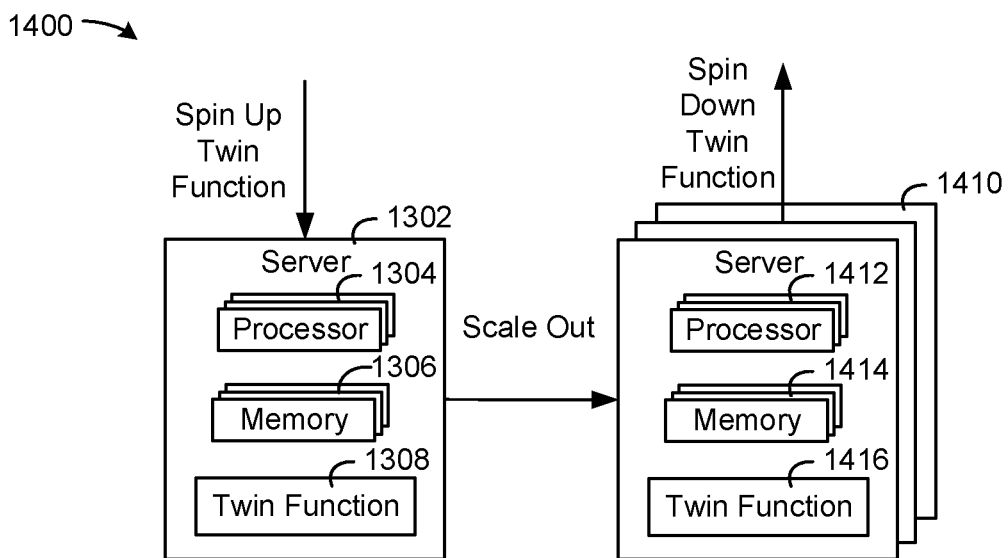 1400
Spin Up
Twin
Function
Spin
Down
Twin
Function
1410
1302
Server
1304
Processor
1306
Memory
1308
Twin Function
Scale Out
Server
1412
Processor
1414
Memory
1416
Twin Function